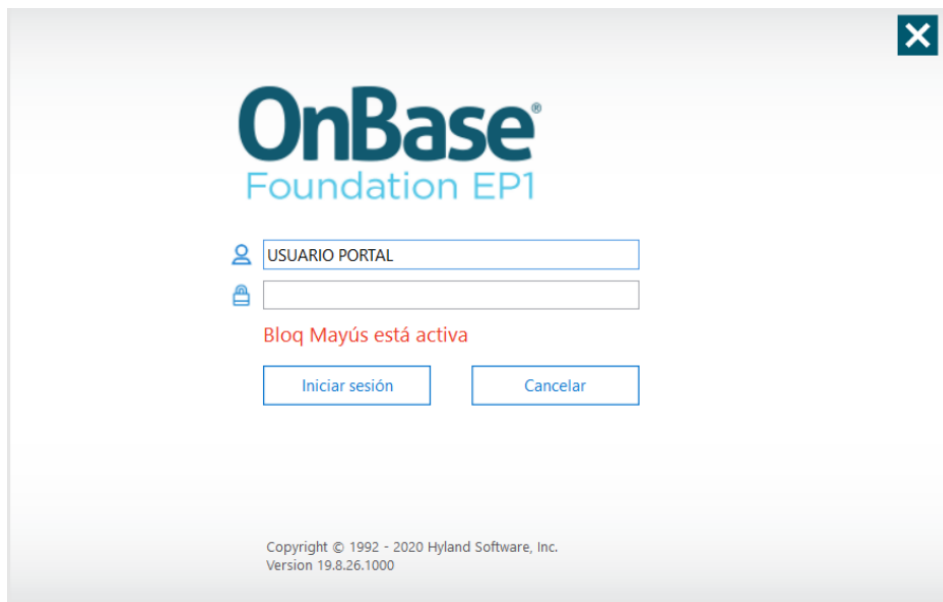 OnBase®
Foundation EP1
USUARIO PORTAL
Bloq Mayús está activa
Iniciar sesión
Cancelar
Copyright © 1992 - 2020 Hyland Software, Inc.
Version 19.8.26.1000